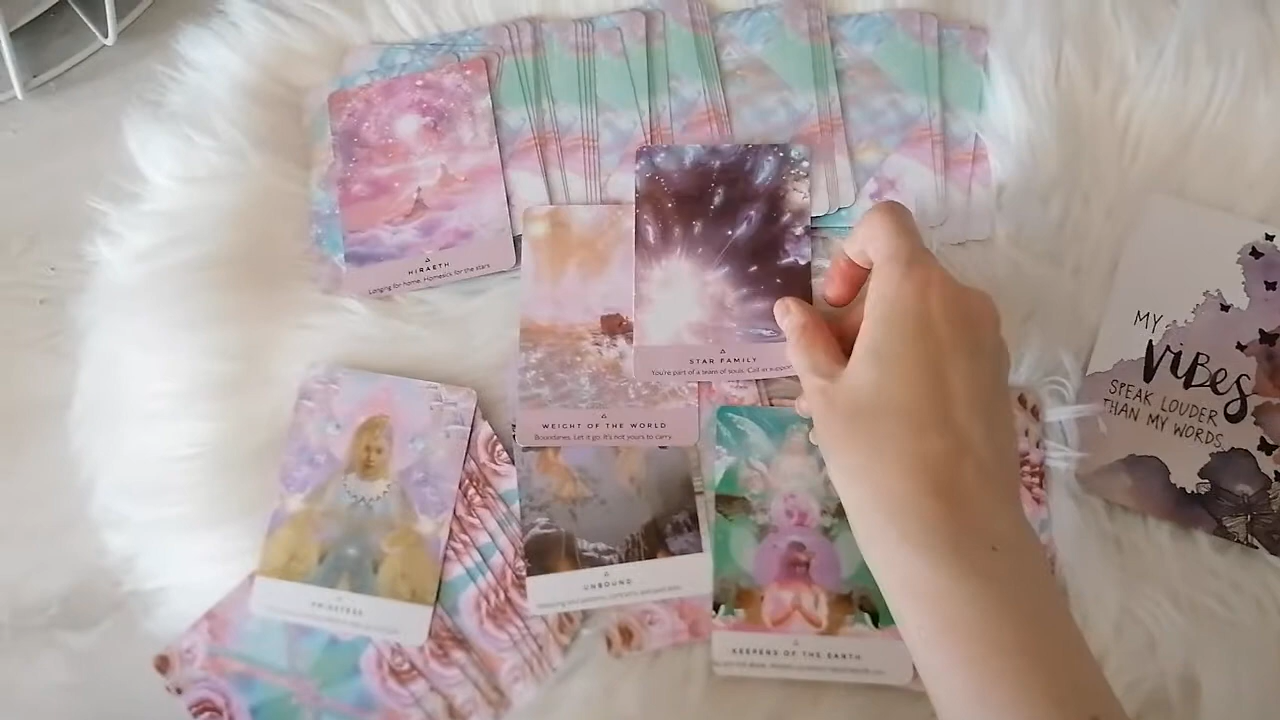 HIRAETH
Longing for home. Homesick for the stars
STAR FAMILY
You're part of a team of souls. Call in support
WEIGHT OF THE WORLD
Boundaries. Let it go. It's not yours to carry.
MY
VIBES
SPEAK LOUDER
THAN MY WORDS.
PRIESTESS
UNBOUND
KEEPERS OF THE EARTH